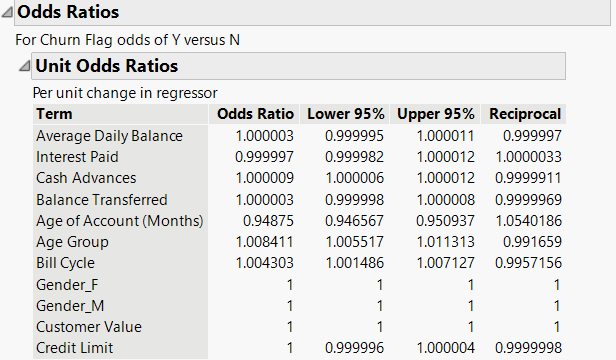 Odds Ratios
For Churn Flag odds of Y versus N
Unit Odds Ratios
Per unit change in regressor
Term Odds Ratio Lower 95% Upper 95% Reciprocal
Average Daily Balance 1.000003 0.999995 1.000011 0.999997
Interest Paid 0.999997 0.999982 1.000012 1.0000033
Cash Advances 1.000009 1.000006 1.000012 0.9999911
Balance Transferred 1.000003 0.999998 1.000008 0.9999969
Age of Account (Months) 0.94875 0.946567 0.950937 1.0540186
Age Group 1.008411 1.005517 1.011313 0.991659
Bill Cycle 1.004303 1.001486 1.007127 0.9957156
Gender_F 1 1 1 1
Gender_M 1 1 1 1
Customer Value 1 1 1 1
Credit Limit 1 0.999996 1.000004 0.9999998